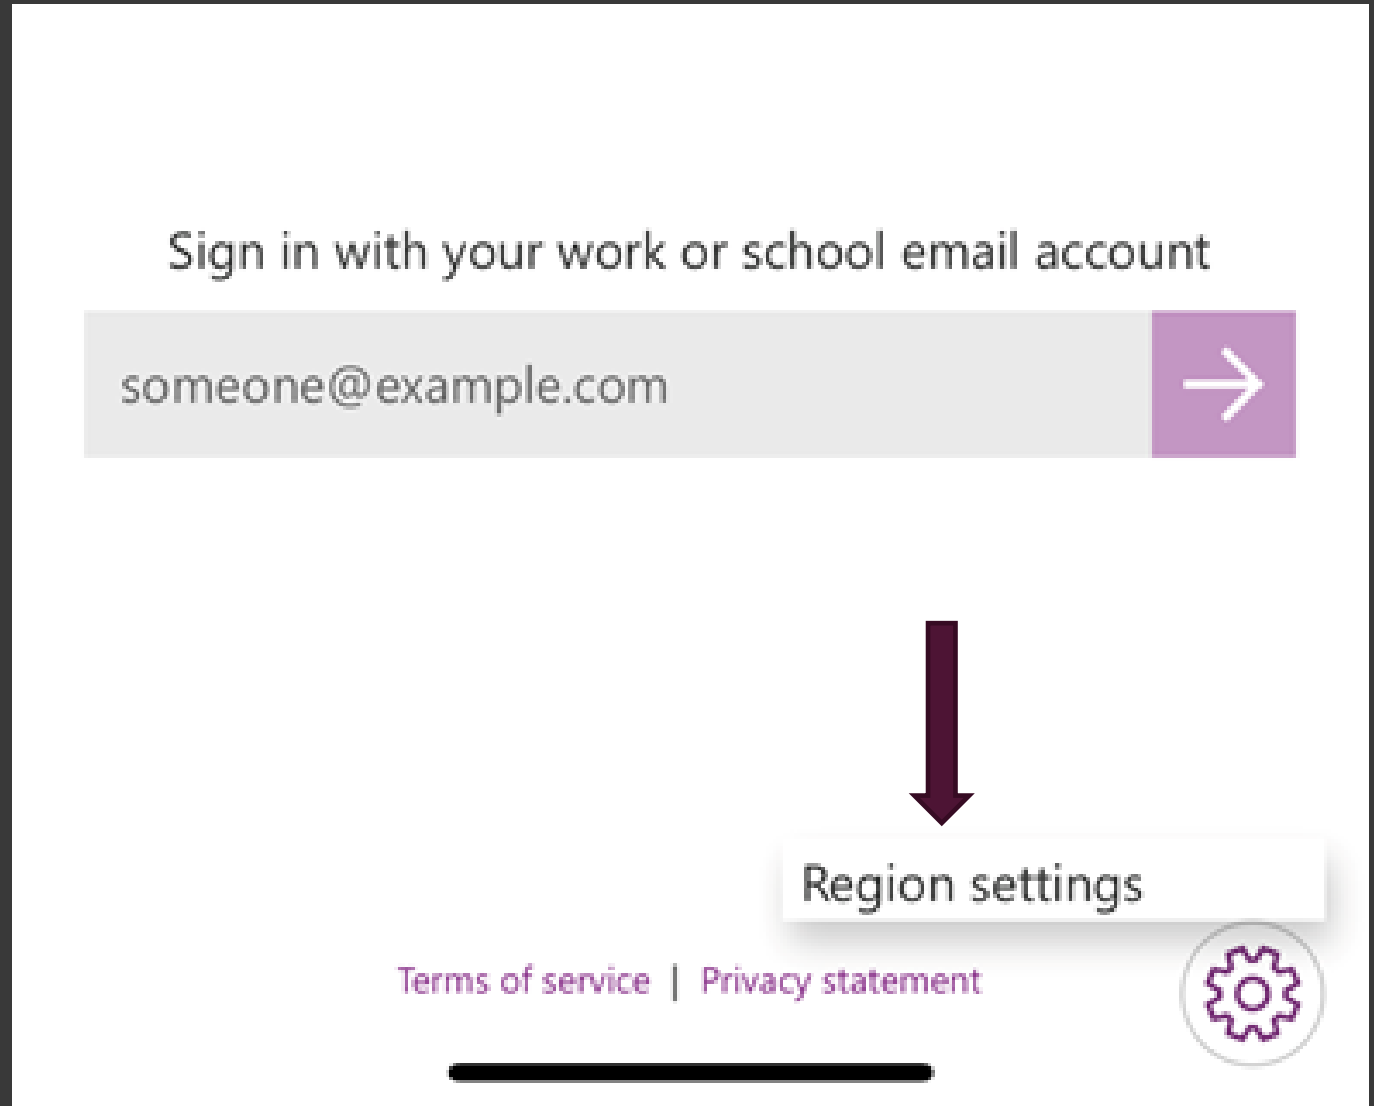 Sign in with your work or school email account
someone@example.com
Region settings
Terms of service | Privacy statement